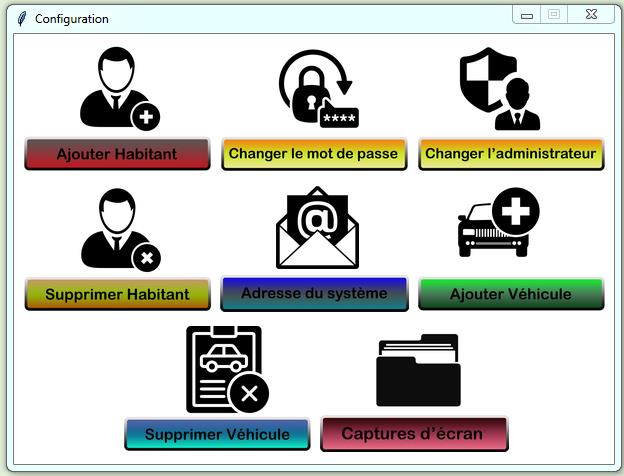 Configuration
****
Ajouter Habitant
Changer le mot de passe
Changer l'administrateur
@
Supprimer Habitant
Adresse du système
Ajouter Véhicule
Supprimer Véhicule
Captures d'écran